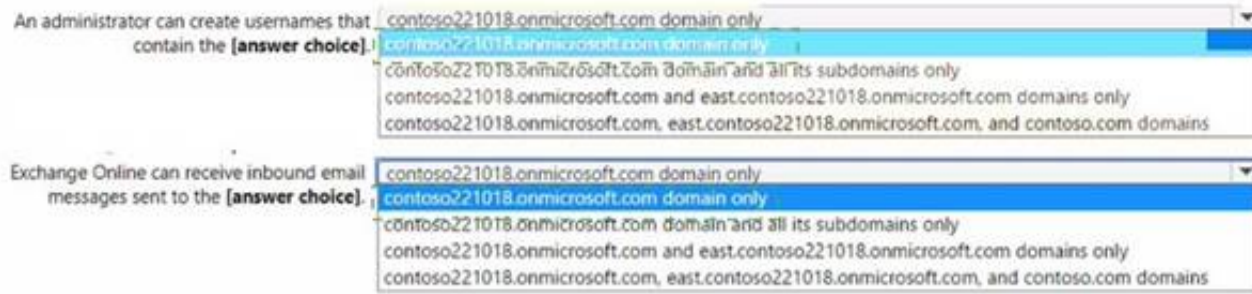 An administrator can create usernames that contoso221018.onmicrosoft.com domain only
contain the [answer choice]. contoso221018.onmicrosoft.com domain only
contoso221018.onmicrosoft.com domain and all its subdomains only
contoso221018.onmicrosoft.com and east.contoso221018.onmicrosoft.com domains only
contoso221018.onmicrosoft.com, east.contoso221018.onmicrosoft.com, and contoso.com domains
Exchange Online can receive inbound email contoso221018.onmicrosoft.com domain only
messages sent to the [answer choice]. contoso221018.onmicrosoft.com domain only
contoso221018.onmicrosoft.com domain and all its subdomains only
contoso221018.onmicrosoft.com and east.contoso221018.onmicrosoft.com domains only
contoso221018.onmicrosoft.com, east.contoso221018.onmicrosoft.com, and contoso.com domains